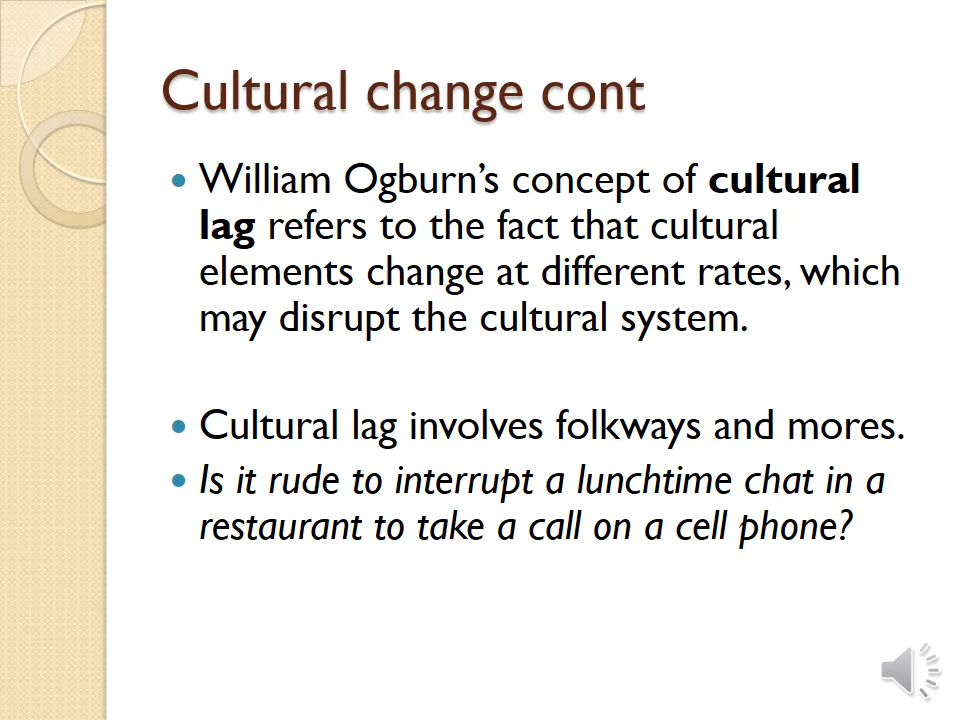 Cultural change cont
William Ogburn’s concept of cultural
lag refers to the fact that cultural
elements change at different rates, which
may disrupt the cultural system.
Cultural lag involves folkways and mores.
Is it rude to interrupt a lunchtime chat in a
restaurant to take a call on a cell phone?